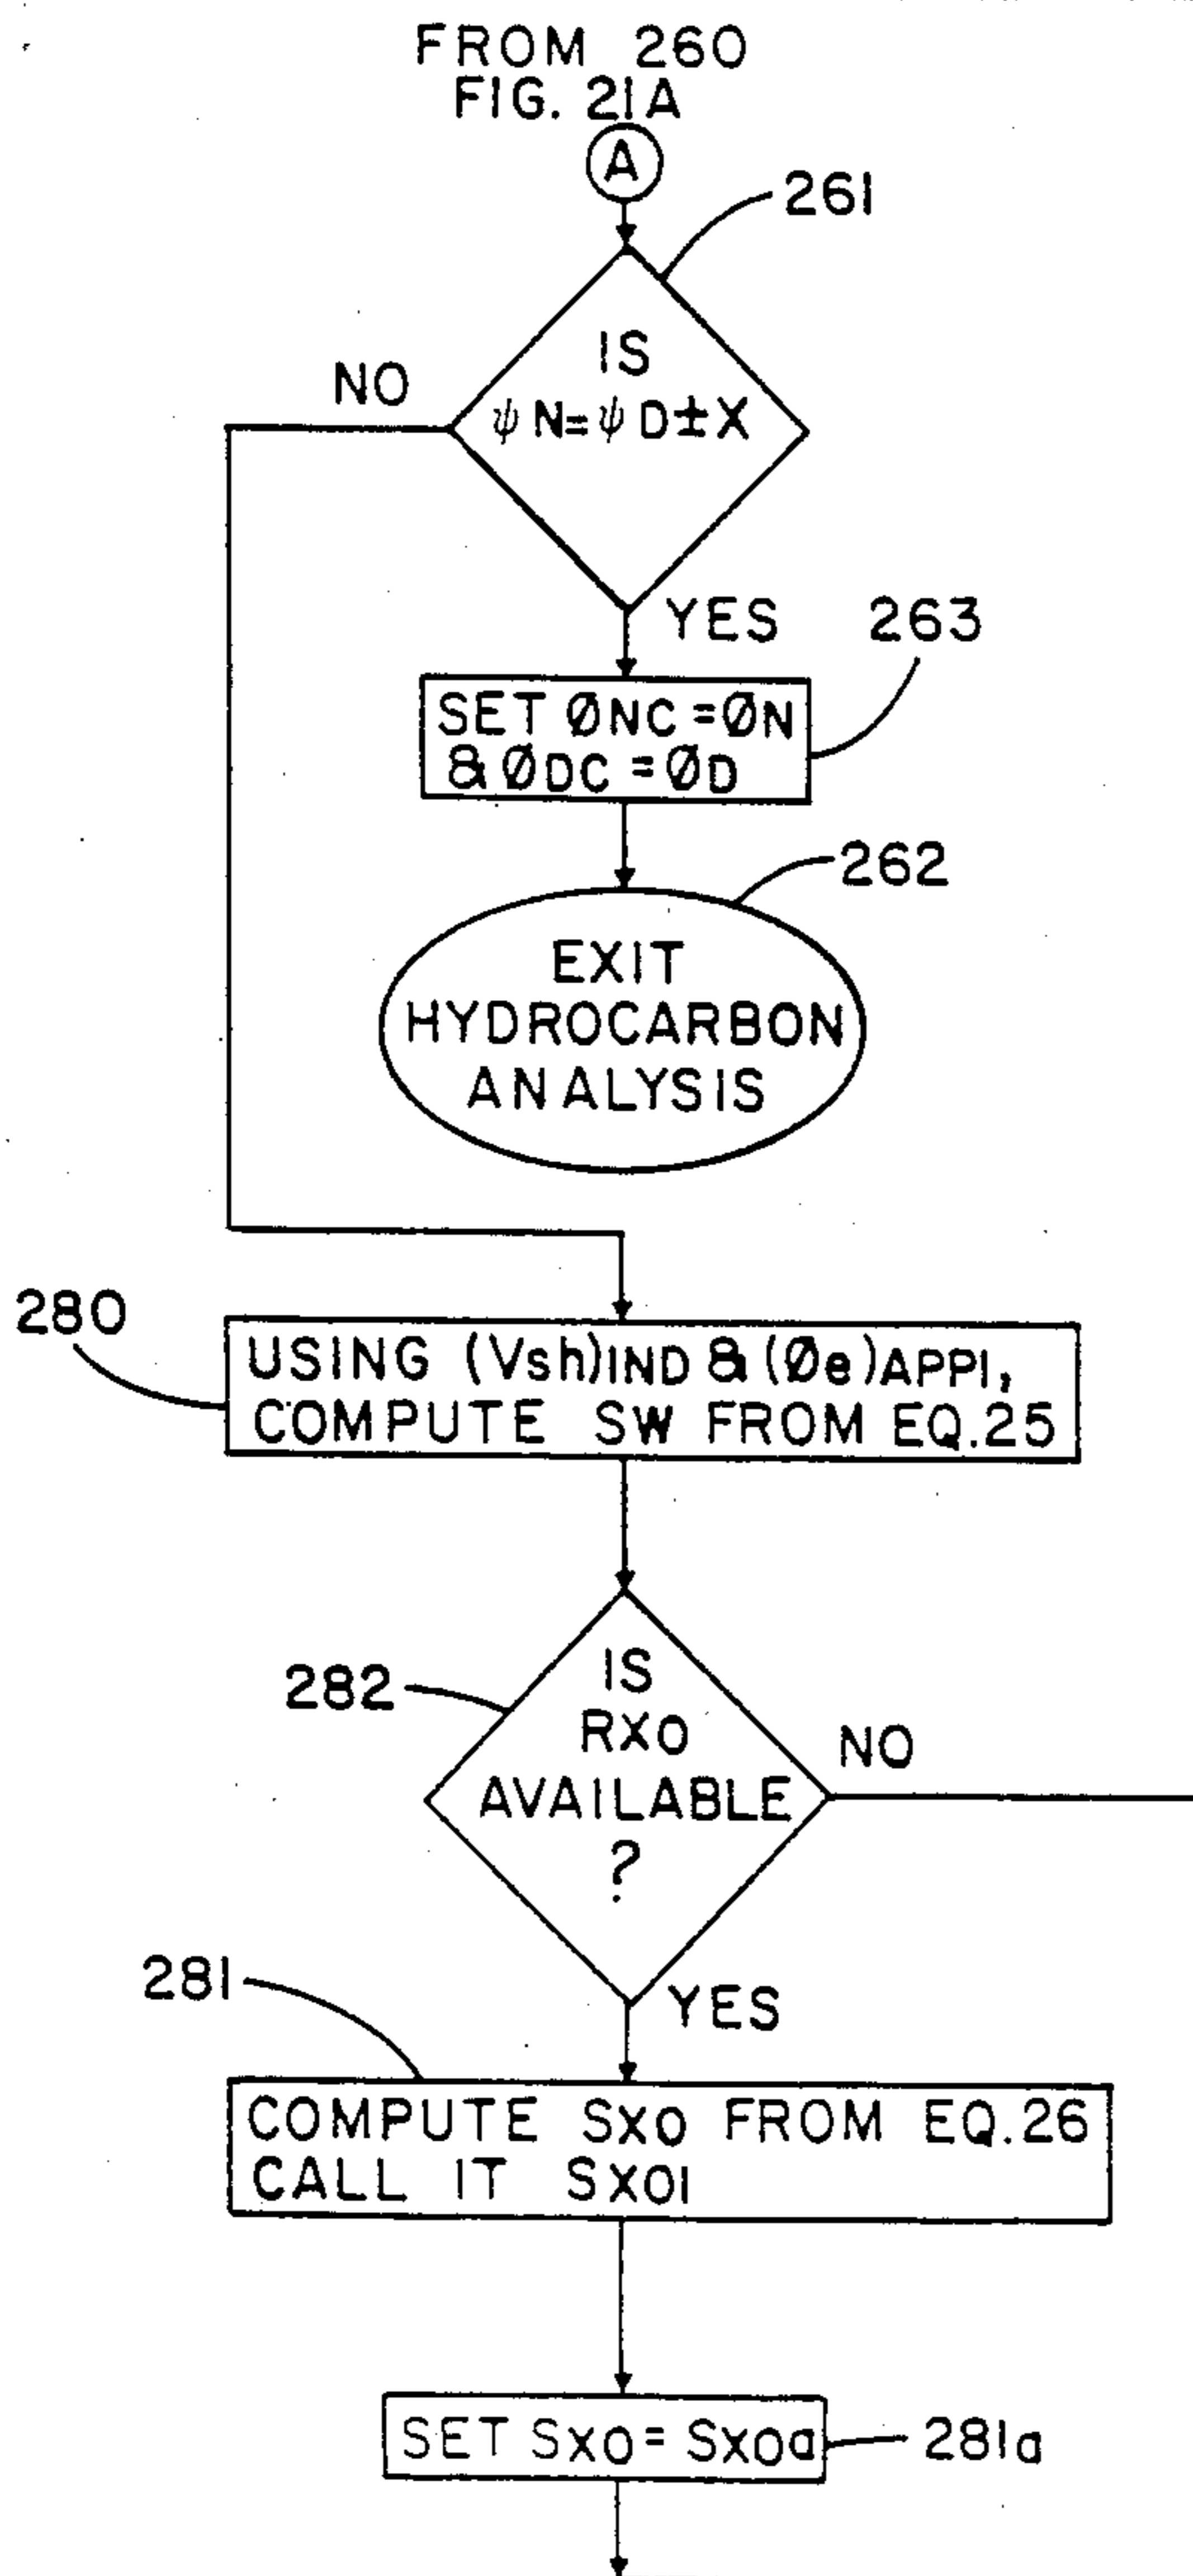 FROM 260
FIG. 21A
A
261
IS
NO
ψN=ψD±X
YES
263
SET ØNC=ØN
& ØDC=ØD
262
EXIT
HYDROCARBON
ANALYSIS
280
USING (Vsh)IND & (Øe)APP1,
COMPUTE SW FROM EQ.25
282
IS
RXO
NO
AVAILABLE
?
281
YES
COMPUTE SXO FROM EQ.26
CALL IT SXO1
SET SXO=SXOa
281a